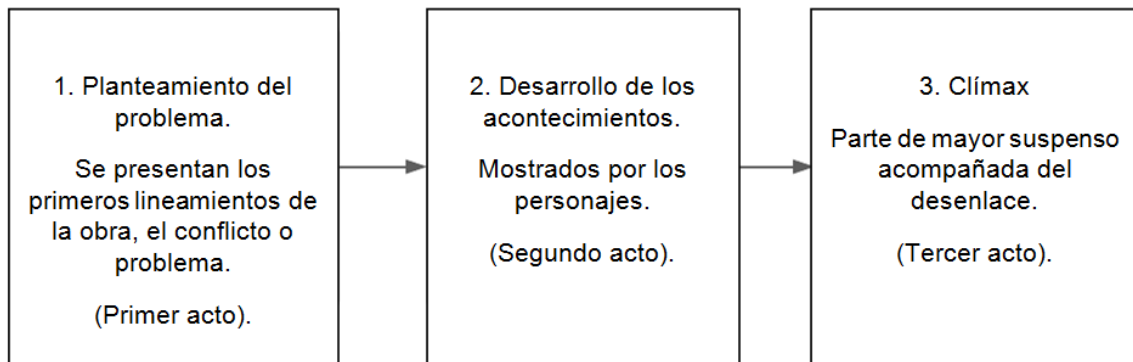 1. Planteamiento del
problema.
Se presentan los
primeros lineamientos de
la obra, el conflicto o
problema.
(Primer acto).
2. Desarrollo de los
acontecimientos.
Mostrados por los
personajes.
(Segundo acto).
3. Clímax
Parte de mayor suspenso
acompañada del
desenlace.
(Tercer acto).